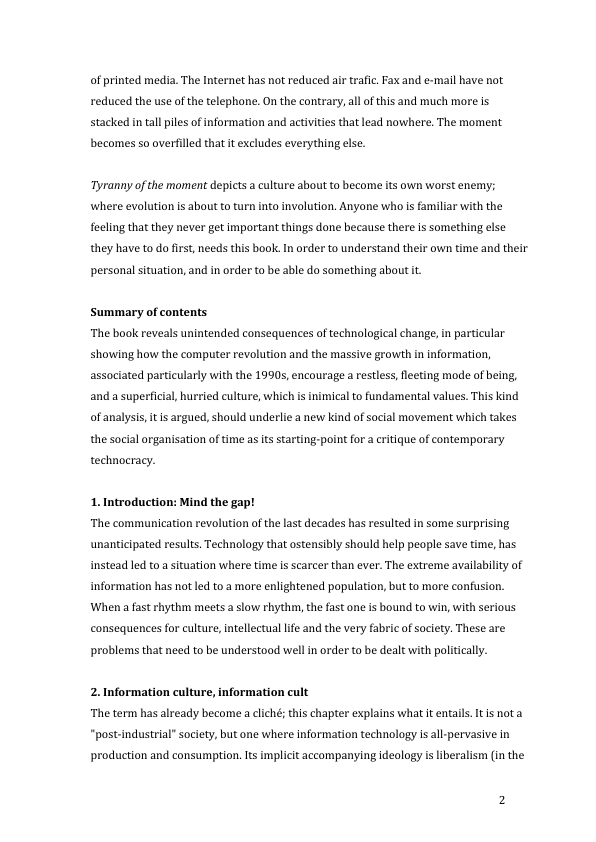 of printed media. The Internet has not reduced air trafic. Fax and e-mail have not
reduced the use of the telephone. On the contrary, all of this and much more is
stacked in tall piles of information and activities that lead nowhere. The moment
becomes so overfilled that it excludes everything else.
Tyranny of the moment depicts a culture about to become its own worst enemy;
where evolution is about to turn into involution. Anyone who is familiar with the
feeling that they never get important things done because there is something else
they have to do first, needs this book. In order to understand their own time and their
personal situation, and in order to be able do something about it.
Summary of contents
The book reveals unintended consequences of technological change, in particular
showing how the computer revolution and the massive growth in information,
associated particularly with the 1990s, encourage a restless, fleeting mode of being,
and a superficial, hurried culture, which is inimical to fundamental values. This kind
of analysis, it is argued, should underlie a new kind of social movement which takes
the social organisation of time as its starting-point for a critique of contemporary
technocracy.
1. Introduction: Mind the gap!
The communication revolution of the last decades has resulted in some surprising
unanticipated results. Technology that ostensibly should help people save time, has
instead led to a situation where time is scarcer than ever. The extreme availability of
information has not led to a more enlightened population, but to more confusion.
When a fast rhythm meets a slow rhythm, the fast one is bound to win, with serious
consequences for culture, intellectual life and the very fabric of society. These are
problems that need to be understood well in order to be dealt with politically.
2. Information culture, information cult
The term has already become a cliché; this chapter explains what it entails. It is not a
"post-industrial" society, but one where information technology is all-pervasive in
production and consumption. Its implicit accompanying ideology is liberalism (in the
2